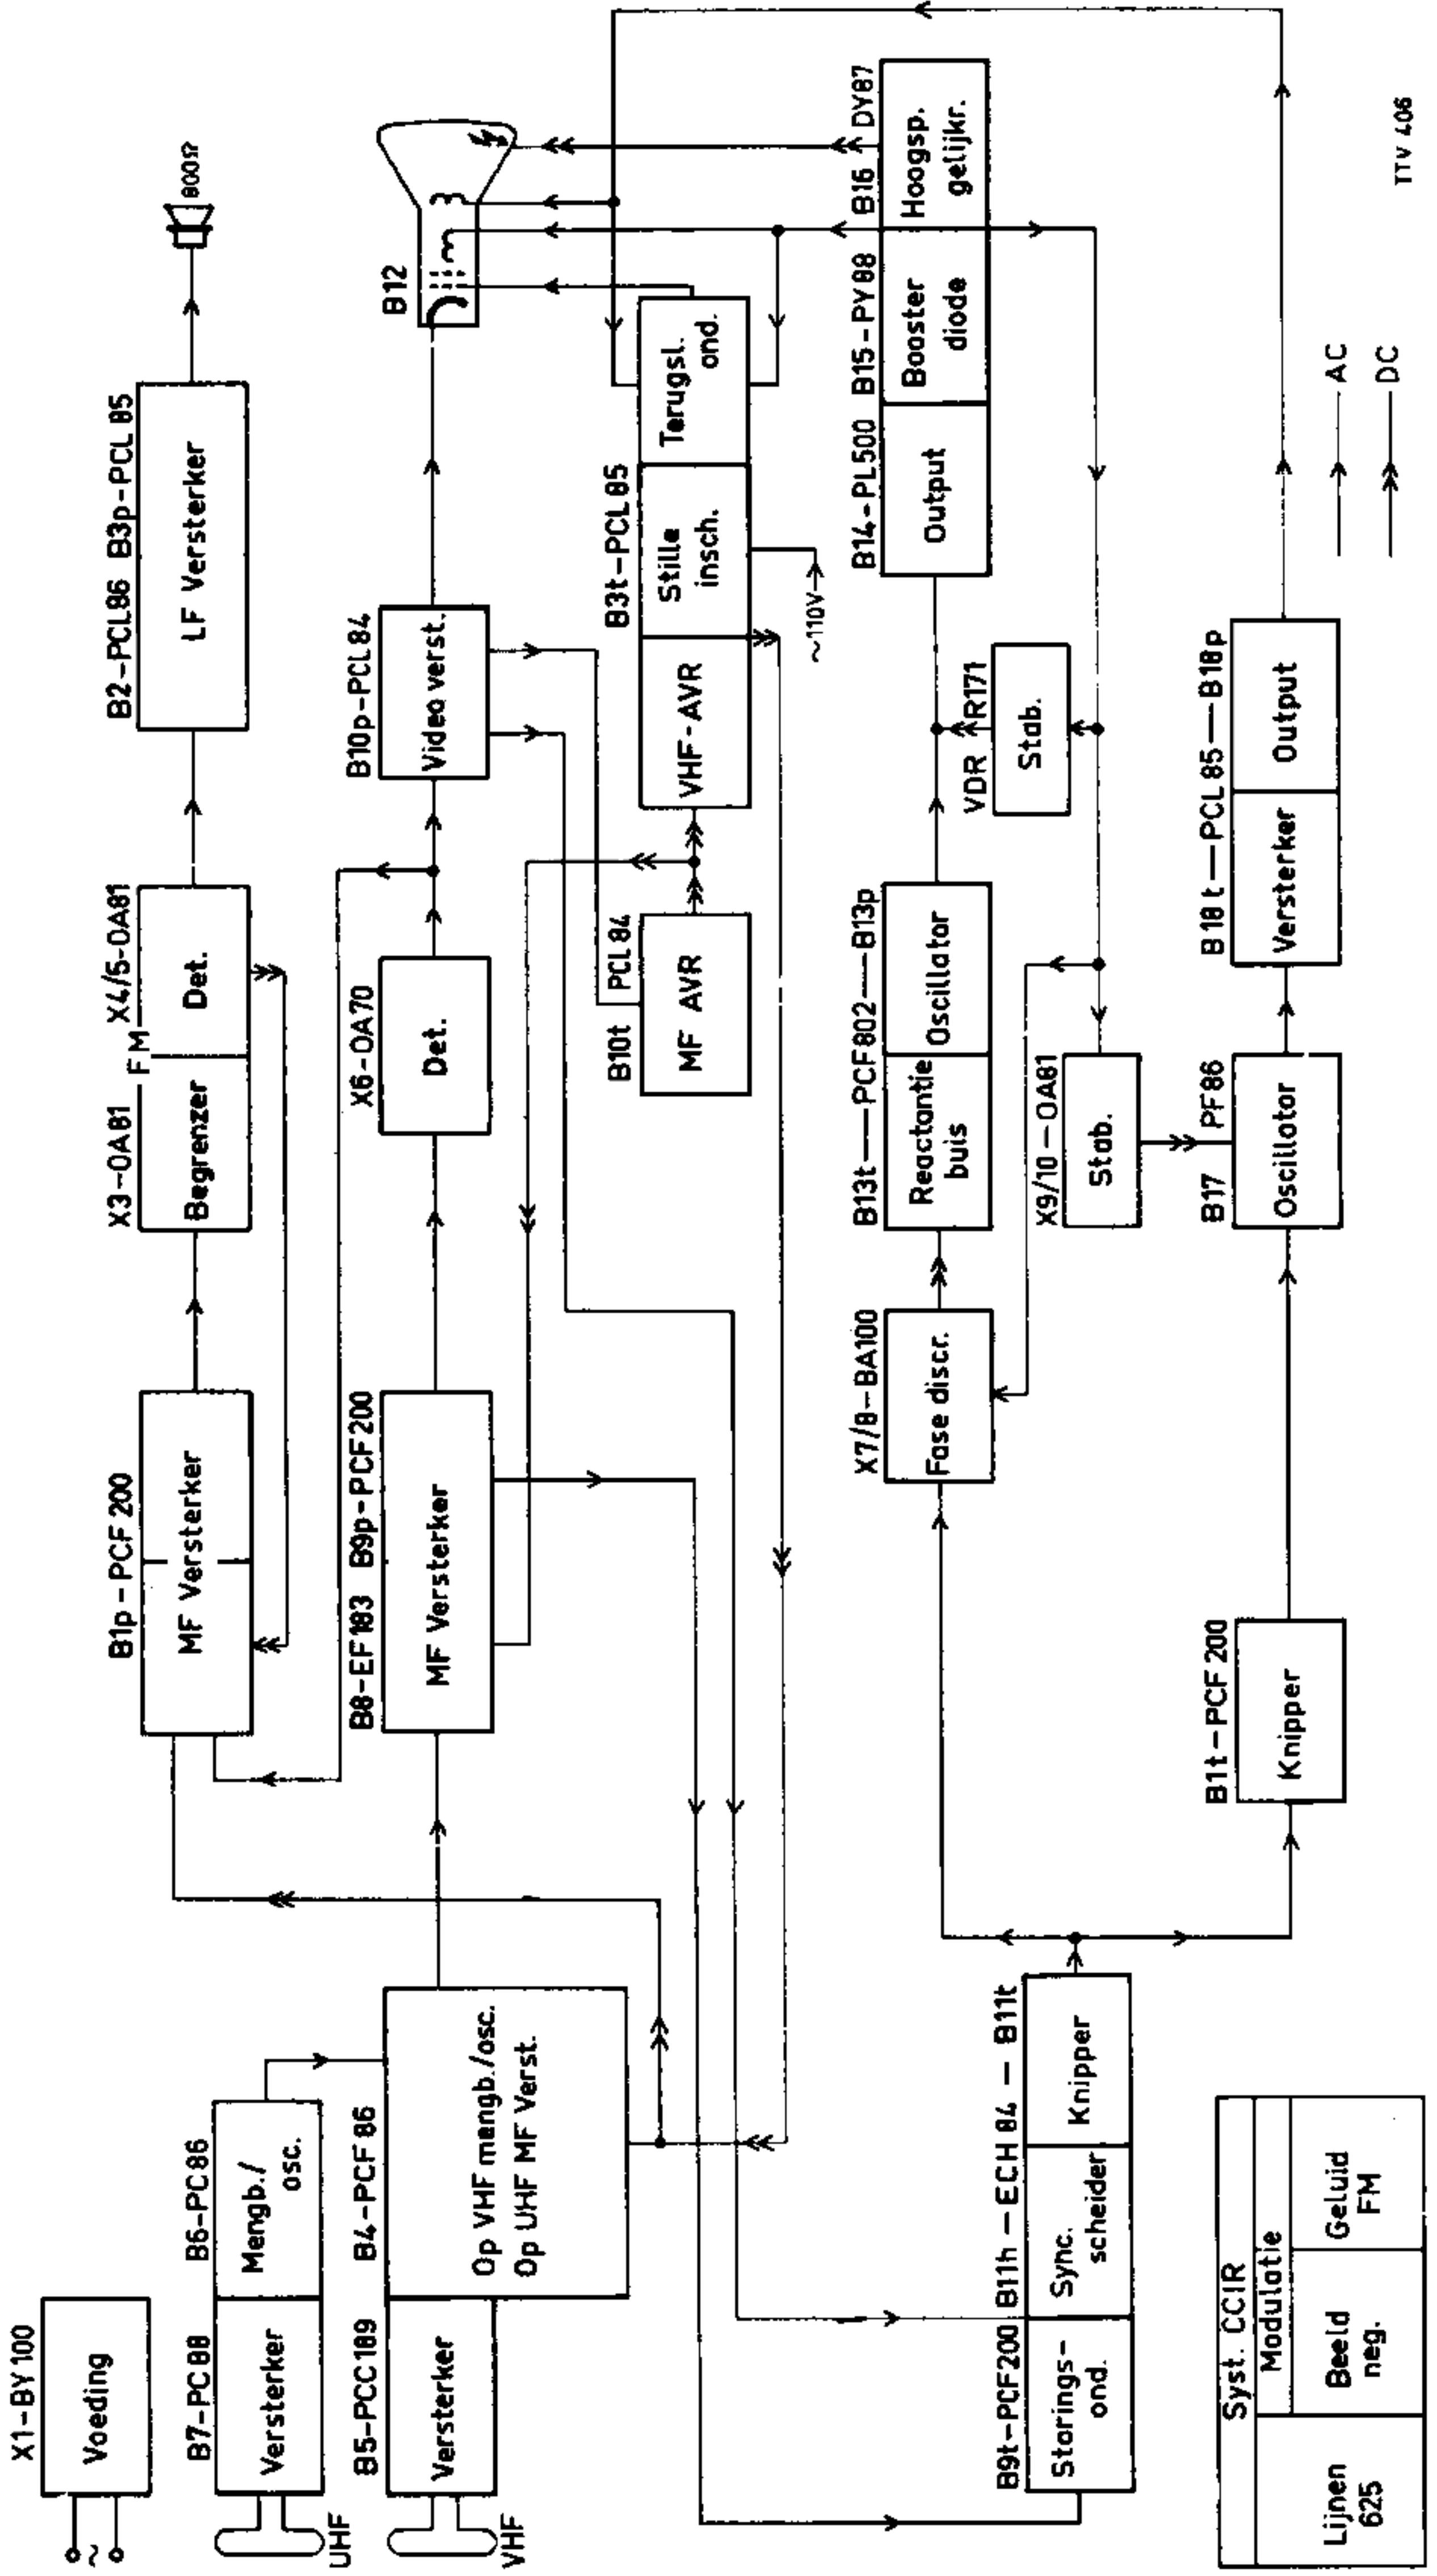 X1-BY100
Voeding
~
B7-PC88
B6-PC86
Versterker
Mengb./
osc.
UHF
B5-PCC189
B4-PCF86
Versterker
Op VHF mengb./osc.
Op UHF MF Verst.
VHF
B1p-PCF200
MF Versterker
X3-OA81
FM
X4/5-OA81
Begrenzer
Det.
B2-PCL86
B3p-PCL85
LF Versterker
800Ω
B8-EF183
B9p-PCF200
MF Versterker
X6-OA70
Det.
B10p-PCL84
Video verst.
B12
B10t
PCL84
MF AVR
B3t-PCL85
VHF-AVR
Stille
insch.
Terugsl.
ond.
~110V
X7/8-BA100
Fase discr.
B13t—PCF802—B13p
Reactantie
buis
Oscillator
VDR
R171
Stab.
B14-PL500
B15-PY88
B16
DY87
Output
Booster
diode
Hoogsp.
gelijkr.
X9/10-OA81
Stab.
B9t-PCF200
B11h-ECH 84-B11t
Storings-
ond.
Sync.
scheider
Knipper
B1t-PCF200
Knipper
B17
PF86
Oscillator
B18t—PCL85—B18p
Versterker
Output
AC
DC
Syst. CCIR
Lijnen
625
Modulatie
Beeld
neg.
Geluid
FM
TTV 406